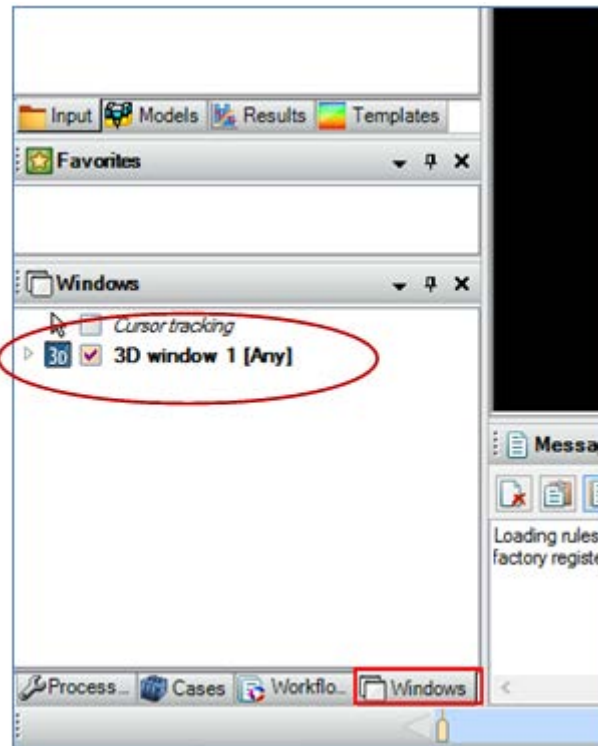 Input Models Results Templates
Favorites
Windows
Cursor tracking
3D 3D window 1 [Any]
Messa
Loading rules
factory registe
Process... Cases Workflo... Windows